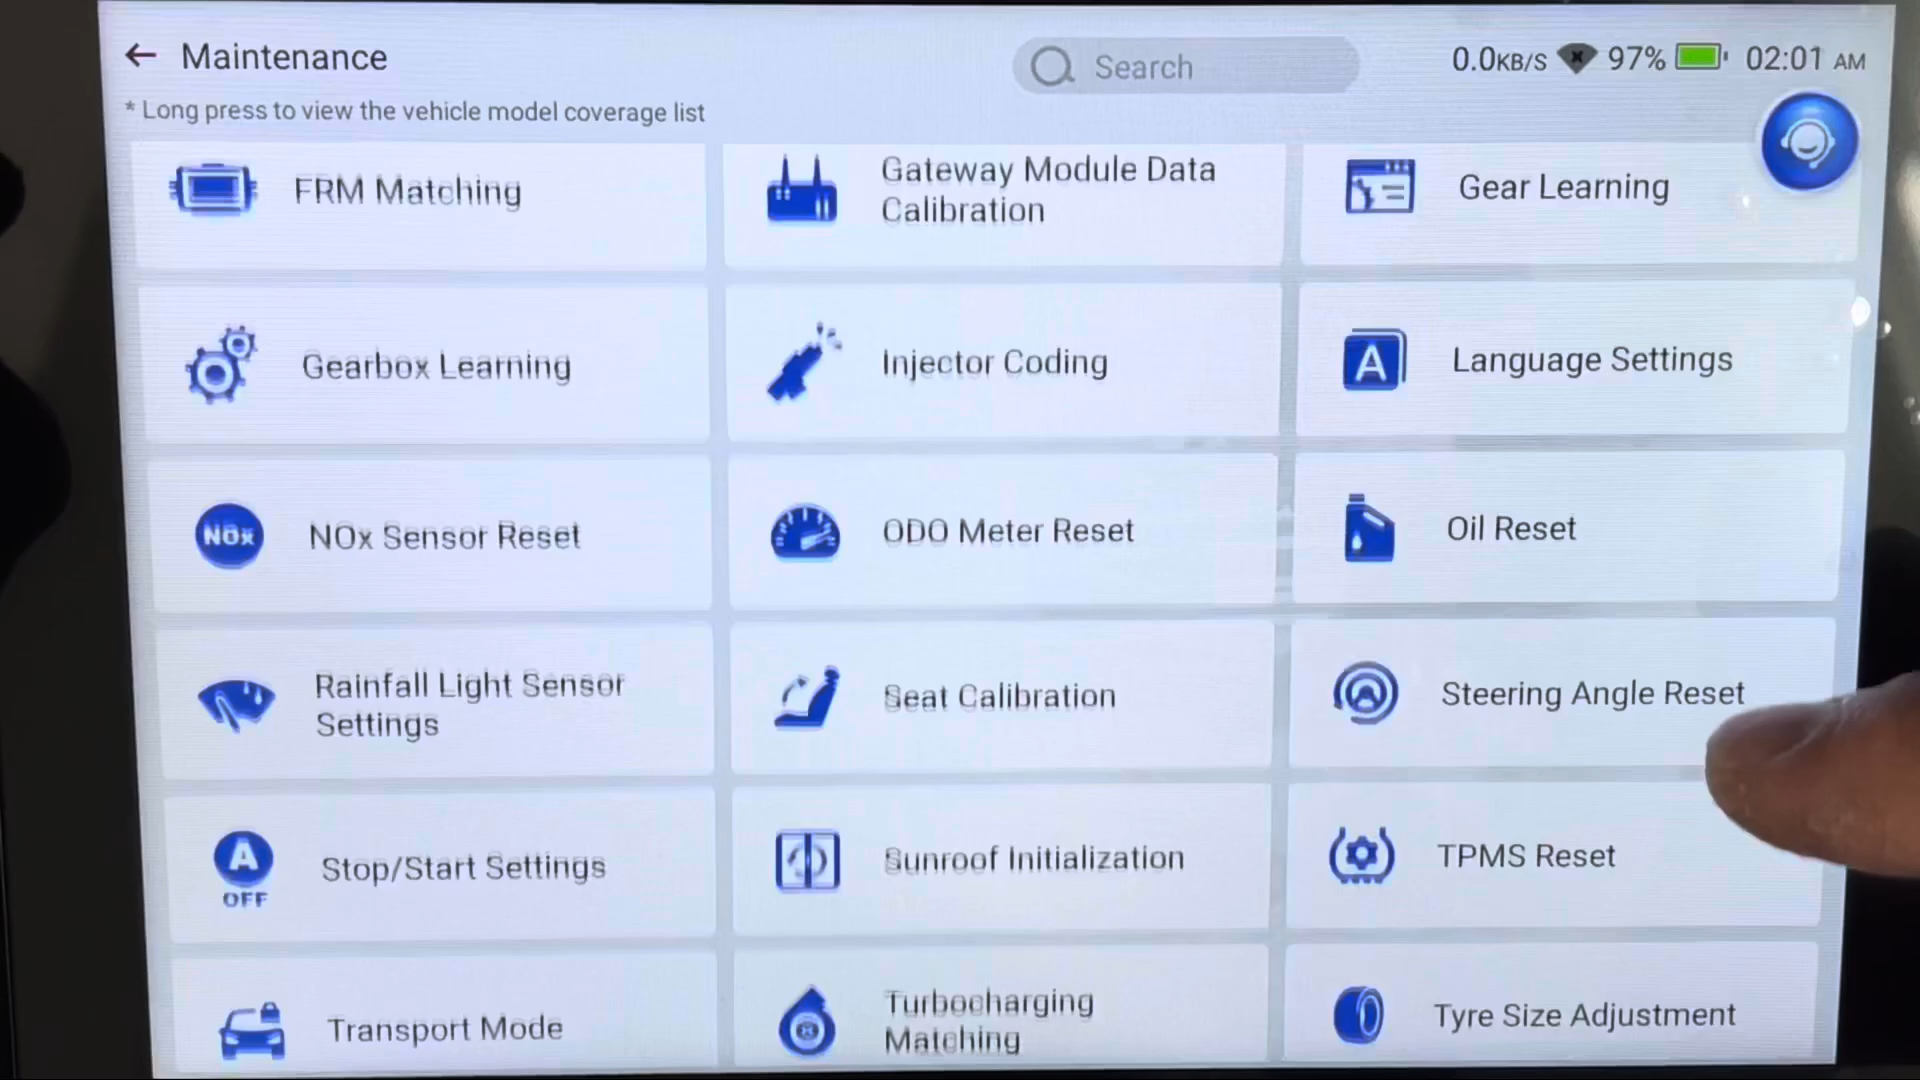 Maintenance
Search
0.0KB/S
97%
02:01 AM
* Long press to view the vehicle model coverage list
FRM Matching
Gateway Module Data
Calibration
Gear Learning
Gearbox Learning
Injector Coding
A
Language Settings
NOx
NOx Sensor Reset
ODO Meter Reset
Oil Reset
Rainfall Light Sensor
Settings
Seat Calibration
Steering Angle Reset
A
OFF
Stop/Start Settings
Sunroof Initialization
TPMS Reset
Transport Mode
Turbocharging
Matching
Tyre Size Adjustment